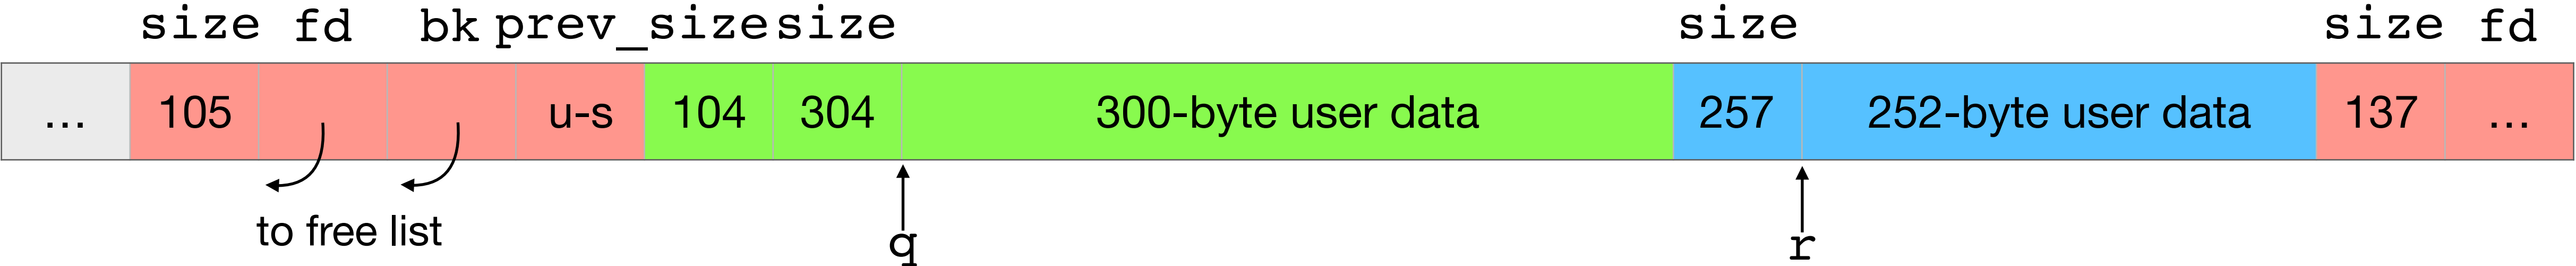 size fd bk prev_size size size size fd
... 105 u-s 104 304 300-byte user data 257 252-byte user data 137 ...
to free list
q r